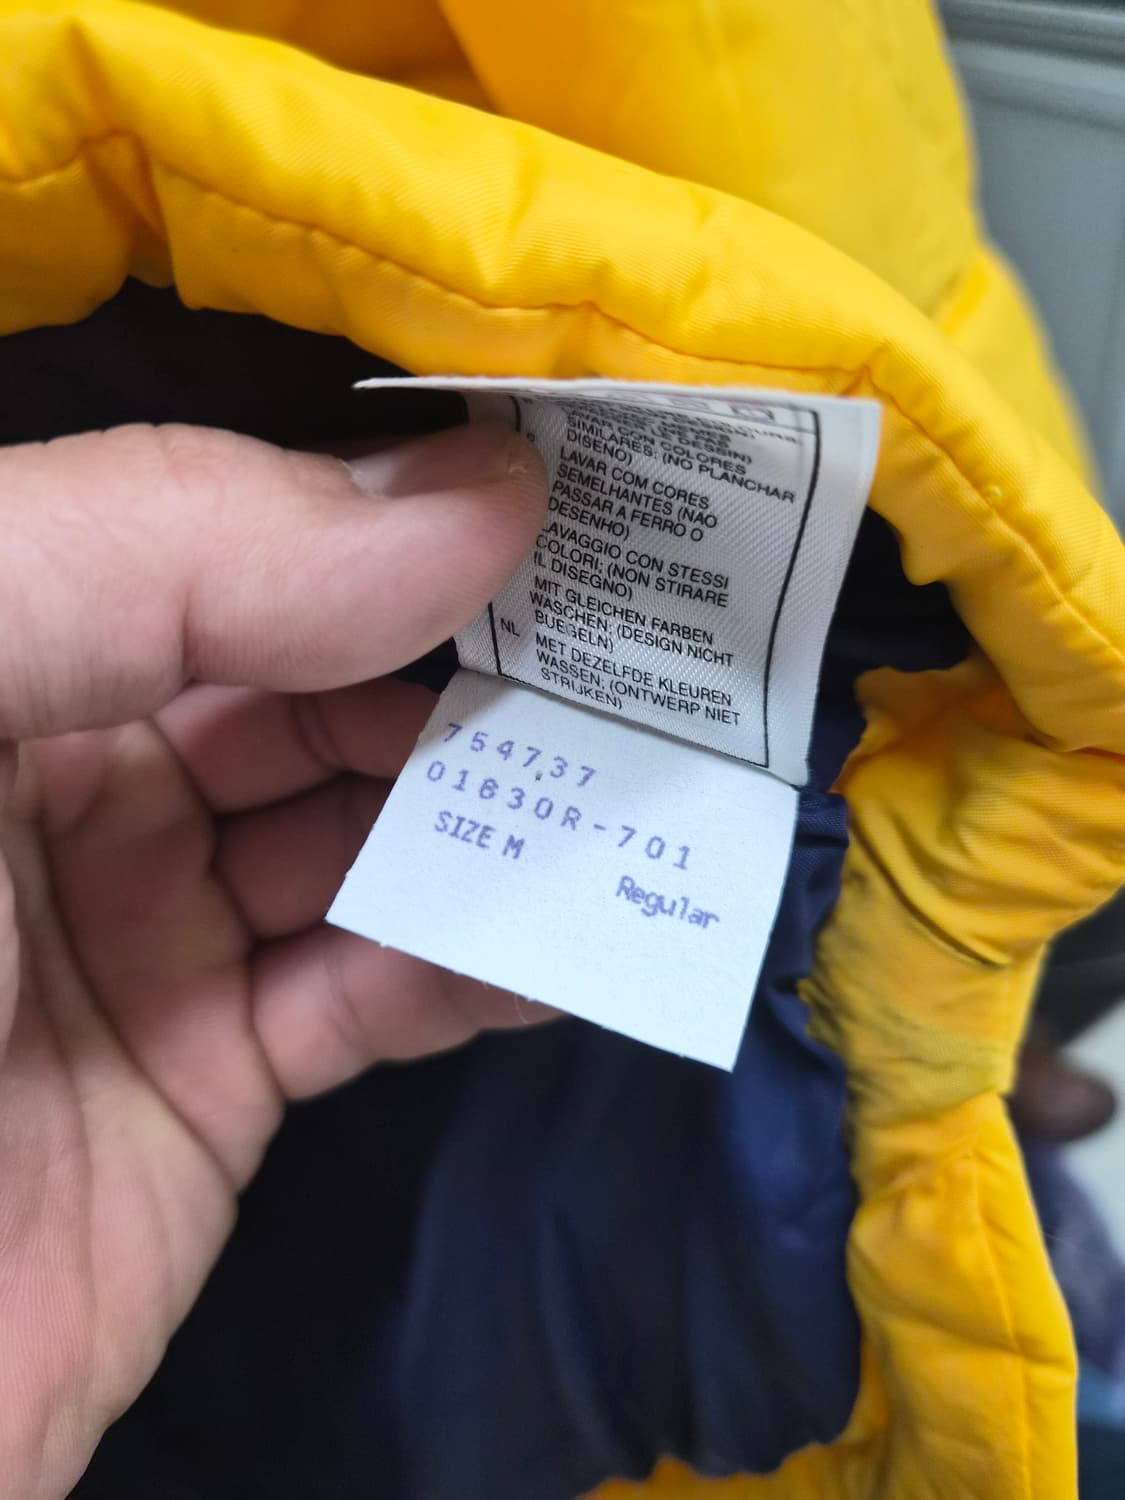 SIMILARES: (NO PLANCHAR
DISENO)
LAVAR COM CORES
SEMELHANTES (NAO
PASSAR A FERRO O
DESENHO)
LAVAGGIO CON STESSI
COLORI: (NON STIRARE
IL DISEGNO)
MIT GLEICHEN FARBEN
WASCHEN: (DESIGN NICHT
BUEGELN)
NL MET DEZELFDE KLEUREN
WASSEN: (ONTWERP NIET
STRIJKEN)
754737
01830R-701
SIZE M
Regular